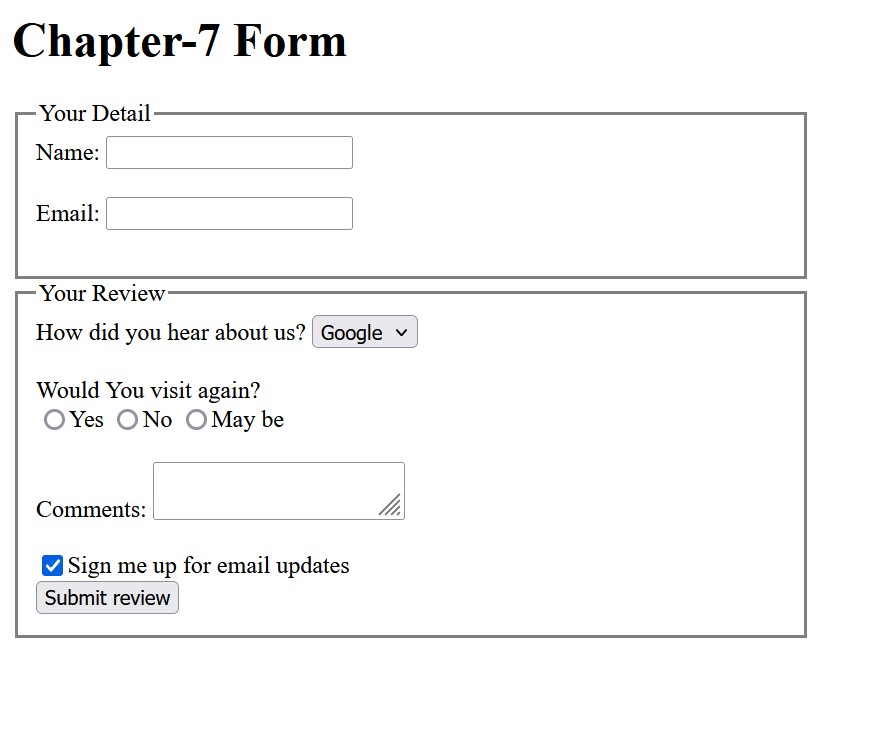 Chapter-7 Form
Your Detail
Name:
Email:
Your Review
How did you hear about us? Google
Would You visit again?
Yes No May be
Comments:
Sign me up for email updates
Submit review